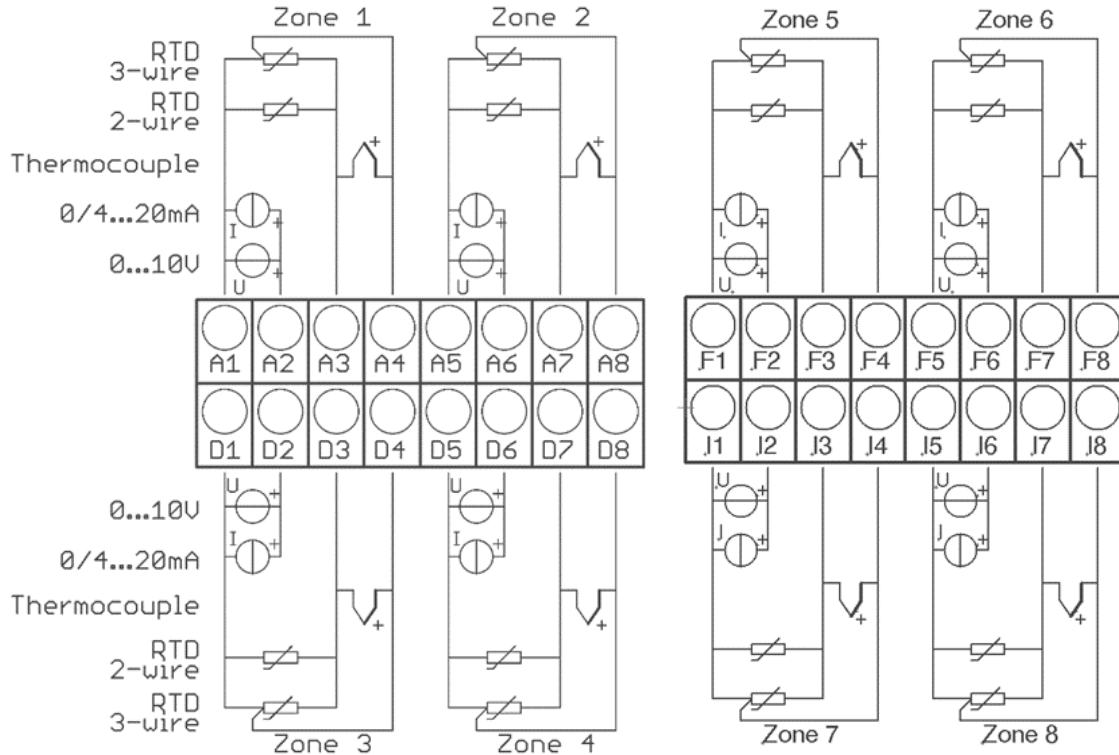 Zone 1 Zone 2 Zone 5 Zone 6
RTD
3-wire
RTD
2-wire
Thermocouple + + + +
0/4...20mA
I + I + I + I +
0...10V
U + U + U + U +
A1 A2 A3 A4 A5 A6 A7 A8 F1 F2 F3 F4 F5 F6 F7 F8
D1 D2 D3 D4 D5 D6 D7 D8 I1 I2 I3 I4 I5 I6 I7 I8
U + U + U + U +
0...10V
I + I + J + J +
0/4...20mA
Thermocouple + + + +
RTD
2-wire
RTD
3-wire
Zone 3 Zone 4 Zone 7 Zone 8